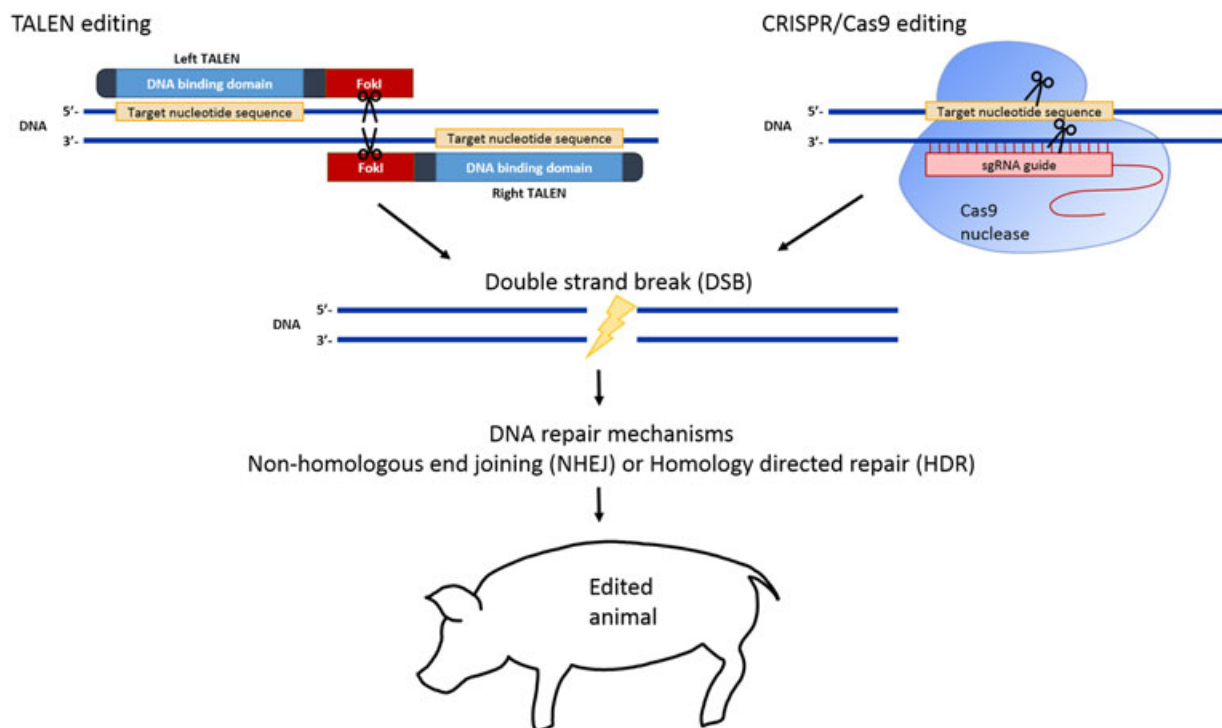 TALEN editing
Left TALEN
DNA binding domain
FokI
5'-
Target nucleotide sequence
DNA
3'-
Target nucleotide sequence
FokI
DNA binding domain
Right TALEN
CRISPR/Cas9 editing
5'-
Target nucleotide sequence
DNA
3'-
sgRNA guide
Cas9
nuclease
Double strand break (DSB)
5'-
DNA
3'-
DNA repair mechanisms
Non-homologous end joining (NHEJ) or Homology directed repair (HDR)
Edited
animal